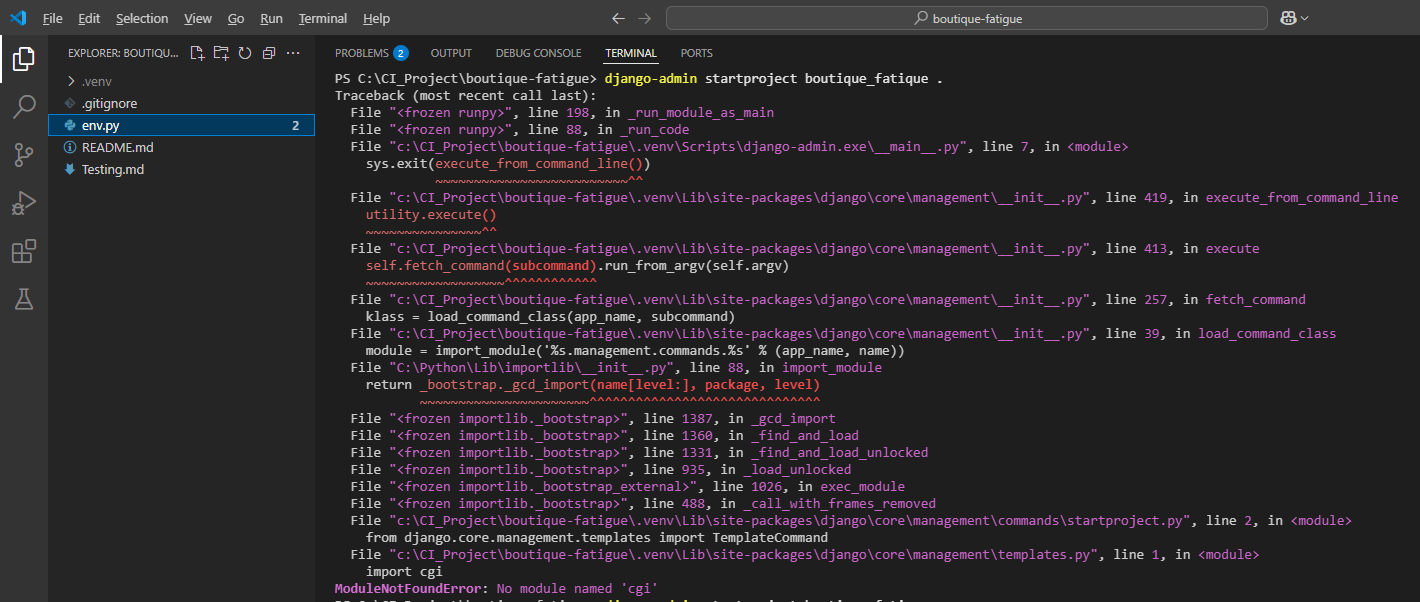 File Edit Selection View Go Run Terminal Help
boutique-fatigue
EXPLORER: BOUTIQU...
.venv
.gitignore
env.py 2
README.md
Testing.md
PROBLEMS 2 OUTPUT DEBUG CONSOLE TERMINAL PORTS
PS C:\CI_Project\boutique-fatigue> django-admin startproject boutique_fatique .
Traceback (most recent call last):
  File "<frozen runpy>", line 198, in _run_module_as_main
  File "<frozen runpy>", line 88, in _run_code
  File "c:\CI_Project\boutique-fatigue\.venv\Scripts\django-admin.exe\__main__.py", line 7, in <module>
    sys.exit(execute_from_command_line())
             ~~~~~~~~~~~~~~~~~~~~~~~~~^^
  File "c:\CI_Project\boutique-fatigue\.venv\Lib\site-packages\django\core\management\__init__.py", line 419, in execute_from_command_line
    utility.execute()
    ~~~~~~~~~~~~~~~^^
  File "c:\CI_Project\boutique-fatigue\.venv\Lib\site-packages\django\core\management\__init__.py", line 413, in execute
    self.fetch_command(subcommand).run_from_argv(self.argv)
    ~~~~~~~~~~~~~~~~~~^^^^^^^^^^^^
  File "c:\CI_Project\boutique-fatigue\.venv\Lib\site-packages\django\core\management\__init__.py", line 257, in fetch_command
    klass = load_command_class(app_name, subcommand)
  File "c:\CI_Project\boutique-fatigue\.venv\Lib\site-packages\django\core\management\__init__.py", line 39, in load_command_class
    module = import_module('%s.management.commands.%s' % (app_name, name))
  File "C:\Python\Lib\importlib\__init__.py", line 88, in import_module
    return _bootstrap._gcd_import(name[level:], package, level)
           ~~~~~~~~~~~~~~~~~~~~~~^^^^^^^^^^^^^^^^^^^^^^^^^^^^^^
  File "<frozen importlib._bootstrap>", line 1387, in _gcd_import
  File "<frozen importlib._bootstrap>", line 1360, in _find_and_load
  File "<frozen importlib._bootstrap>", line 1331, in _find_and_load_unlocked
  File "<frozen importlib._bootstrap>", line 935, in _load_unlocked
  File "<frozen importlib._bootstrap_external>", line 1026, in exec_module
  File "<frozen importlib._bootstrap>", line 488, in _call_with_frames_removed
  File "c:\CI_Project\boutique-fatigue\.venv\Lib\site-packages\django\core\management\commands\startproject.py", line 2, in <module>
    from django.core.management.templates import TemplateCommand
  File "c:\CI_Project\boutique-fatigue\.venv\Lib\site-packages\django\core\management\templates.py", line 1, in <module>
    import cgi
ModuleNotFoundError: No module named 'cgi'